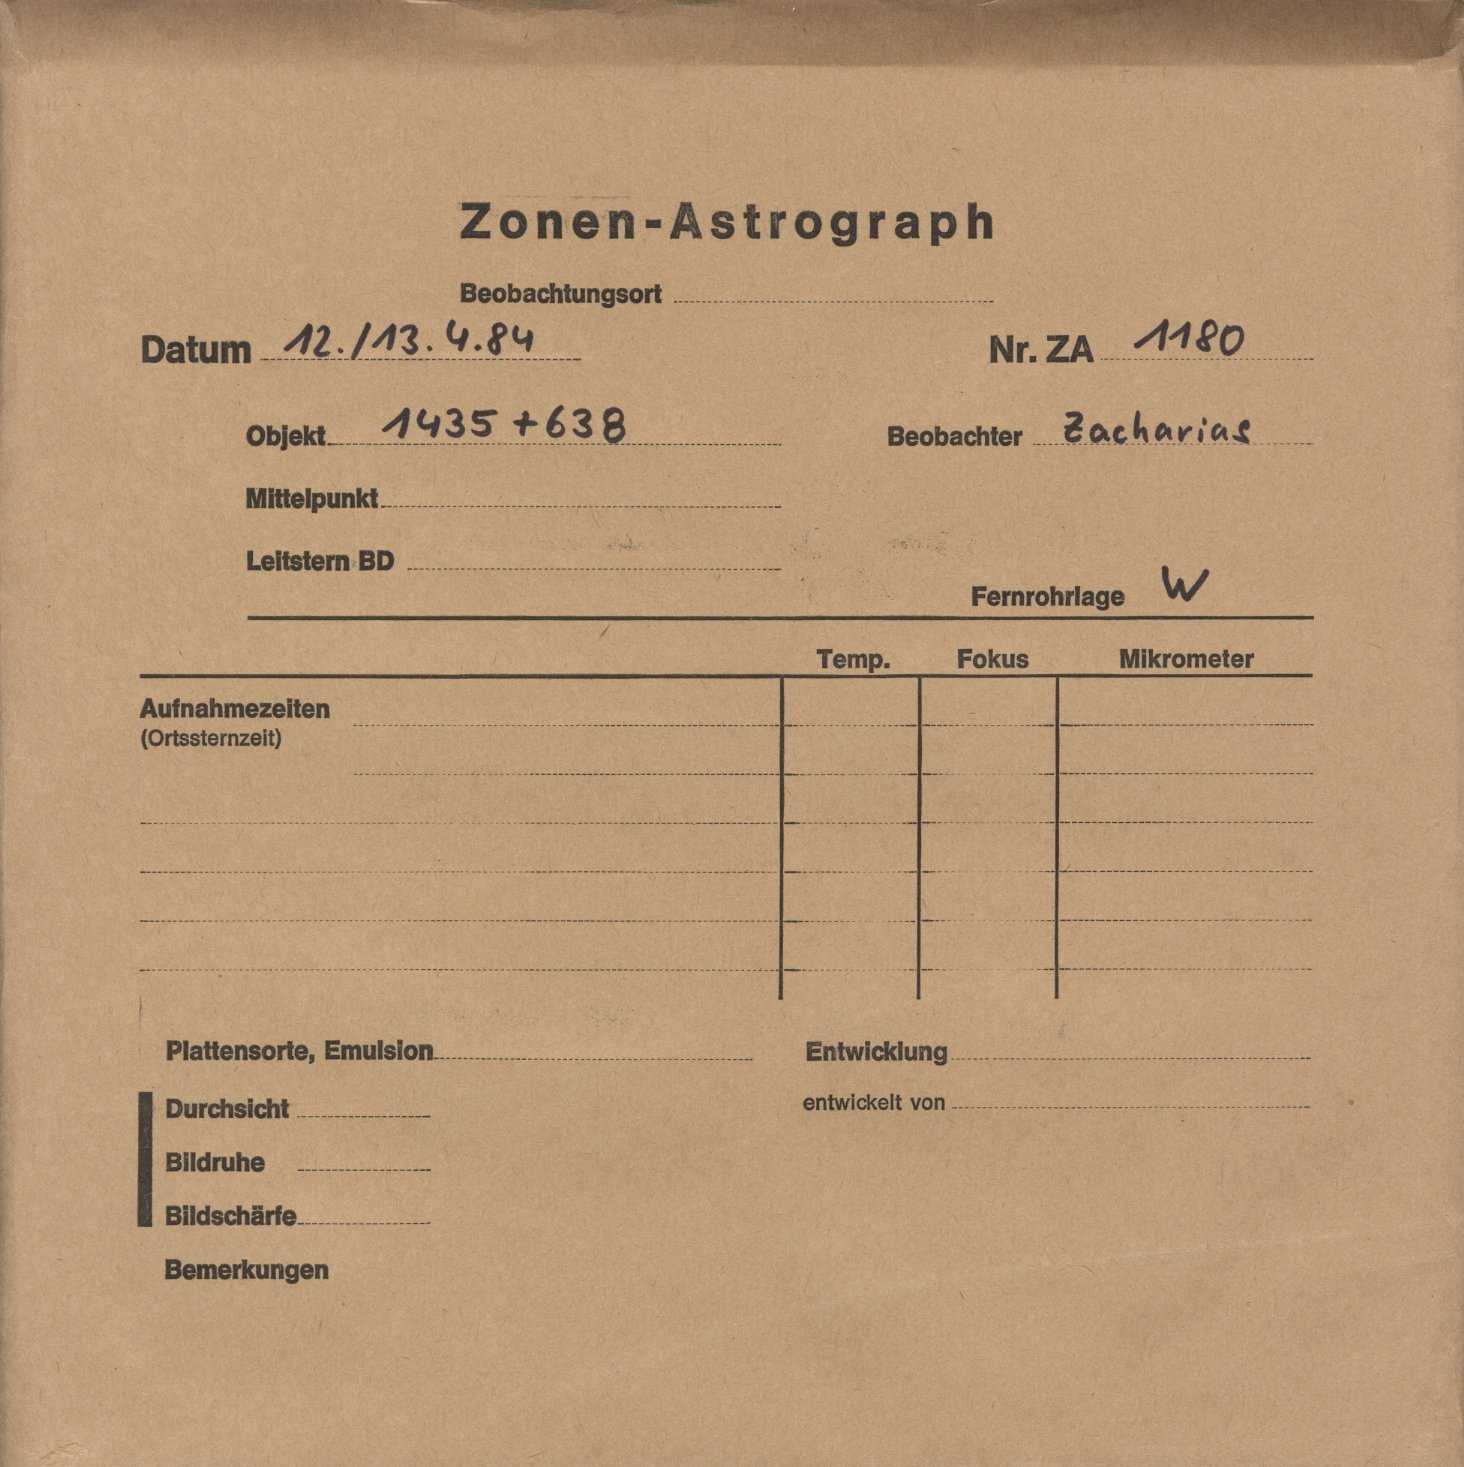 Zonen-Astrograph
Beobachtungsort
Datum 12./13.4.84 Nr. ZA 1180
Objekt 1435+638 Beobachter Zacharias
Mittelpunkt
Leitstern BD
Fernrohrlage W
Temp. Fokus Mikrometer
Aufnahmezeiten
(Ortssternzeit)
Plattensorte, Emulsion Entwicklung
Durchsicht entwickelt von
Bildruhe
Bildschärfe
Bemerkungen